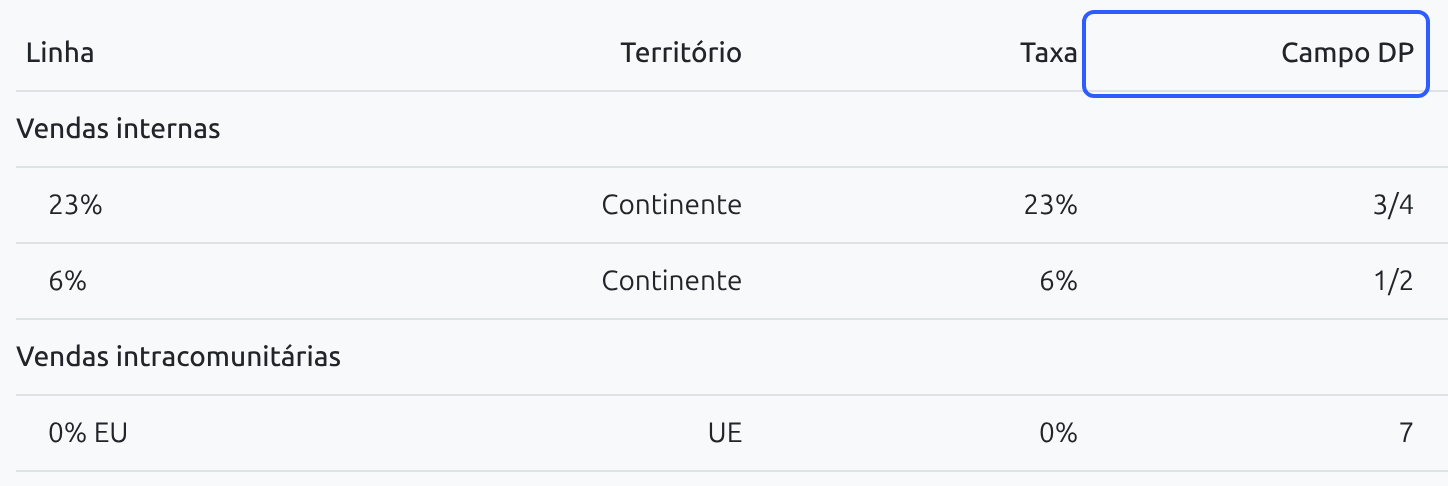 Linha Território Taxa Campo DP
Vendas internas
23% Continente 23% 3/4
6% Continente 6% 1/2
Vendas intracomunitárias
0% EU UE 0% 7